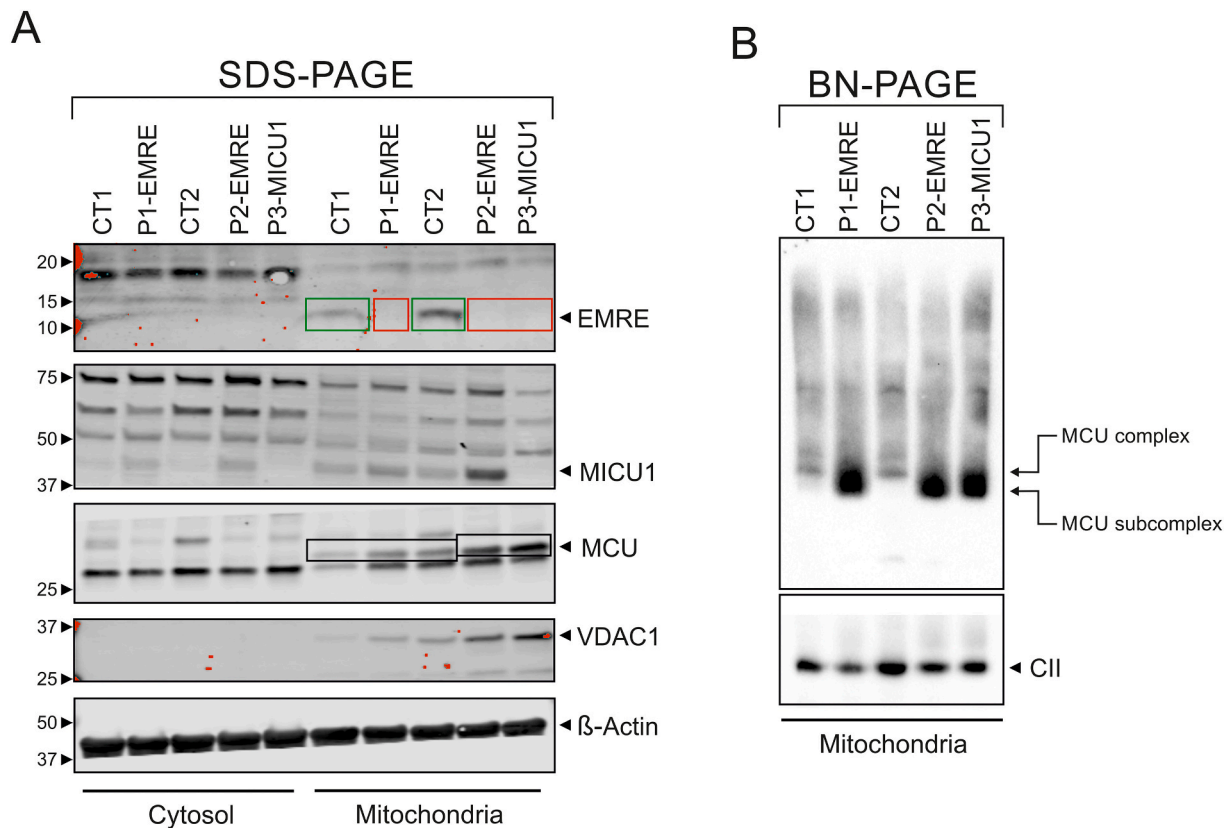 A
SDS-PAGE
CT1
P1-EMRE
CT2
P2-EMRE
P3-MICU1
CT1
P1-EMRE
CT2
P2-EMRE
P3-MICU1
20
15
10
EMRE
75
50
37
MICU1
25
MCU
37
25
VDAC1
50
37
ß-Actin
Cytosol
Mitochondria
B
BN-PAGE
CT1
P1-EMRE
CT2
P2-EMRE
P3-MICU1
MCU complex
MCU subcomplex
CII
Mitochondria